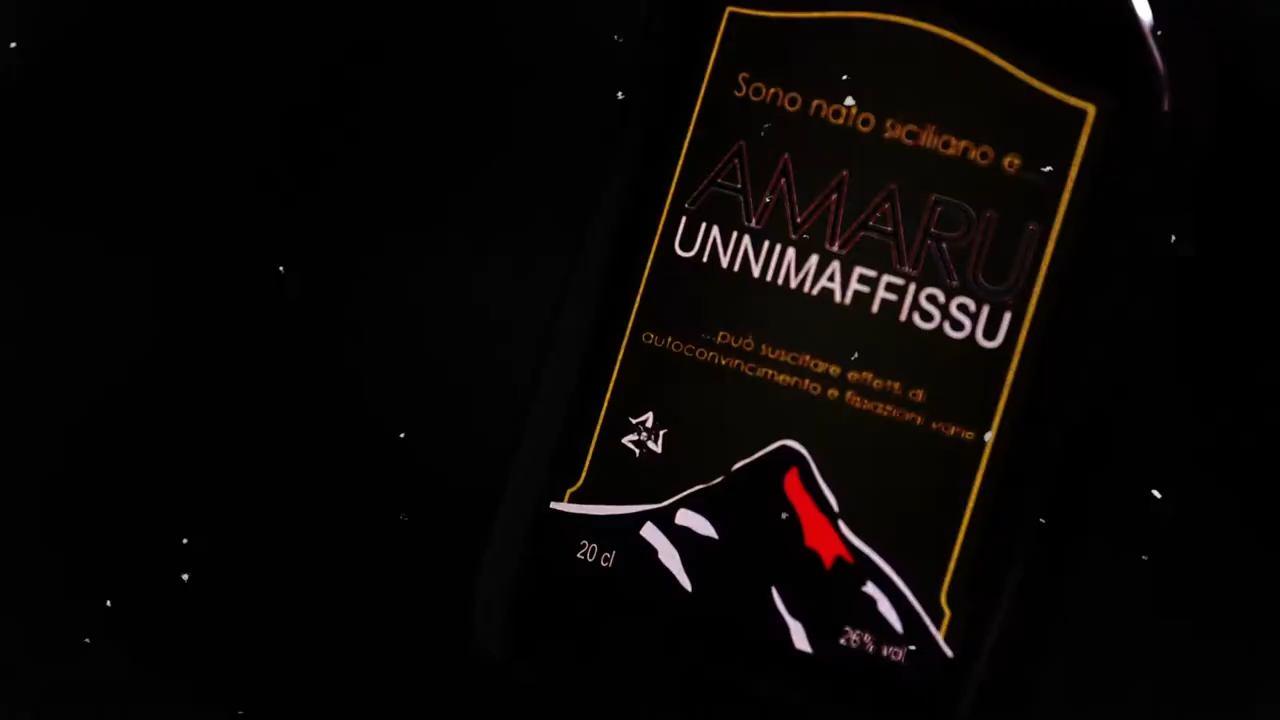 Sono nato siciliano e...
AMARU
UNNIMAFFISSU
...può suscitare effetti di
autoconvincimento e fissazioni varie
20 cl
26% vol